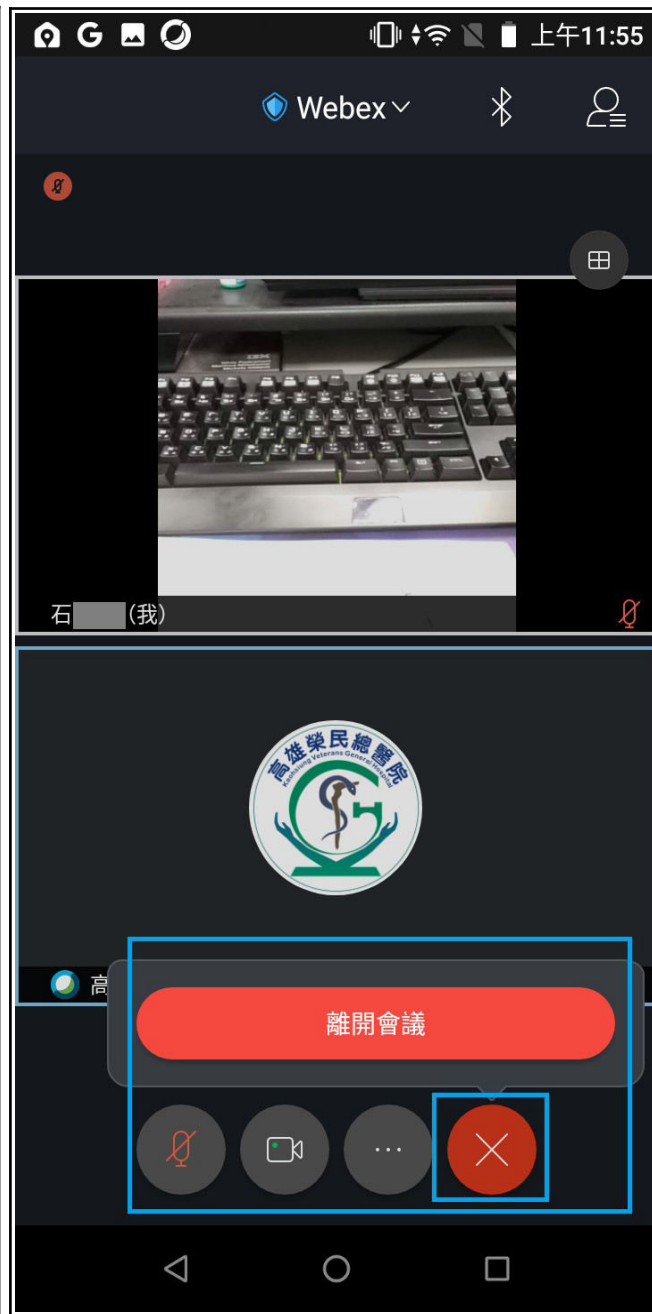 上午11:55
Webex
IBM
石 (我)
高雄榮民總醫院
Kaohsiung Veterans General Hospital
高
離開會議